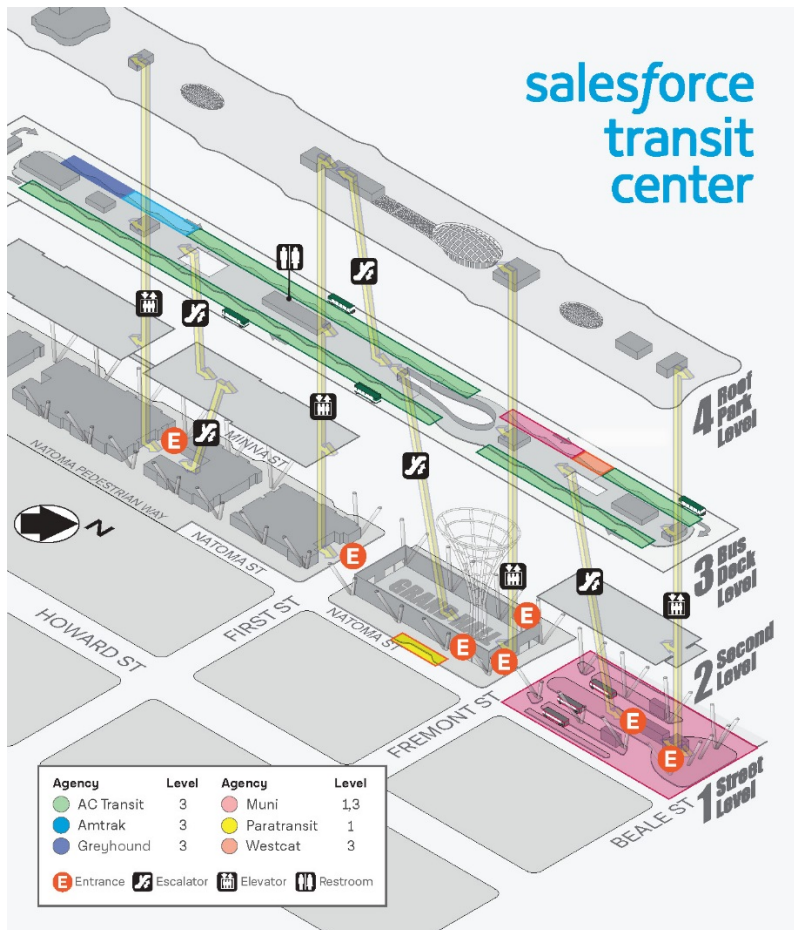 salesforce
transit
center
4 Roof
Park
Level
3 Bus
Deck
Level
2 Second
Level
1 Street
Level
MINNA ST
NATOMA PEDESTRIAN WAY
NATOMA ST
N
HOWARD ST
FIRST ST
GRAND HALL
NATOMA ST
FREMONT ST
BEALE ST
E
E
E
E
E
E
E
Agency Level Agency Level
AC Transit 3 Muni 1,3
Amtrak 3 Paratransit 1
Greyhound 3 Westcat 3
E Entrance Escalator Elevator Restroom